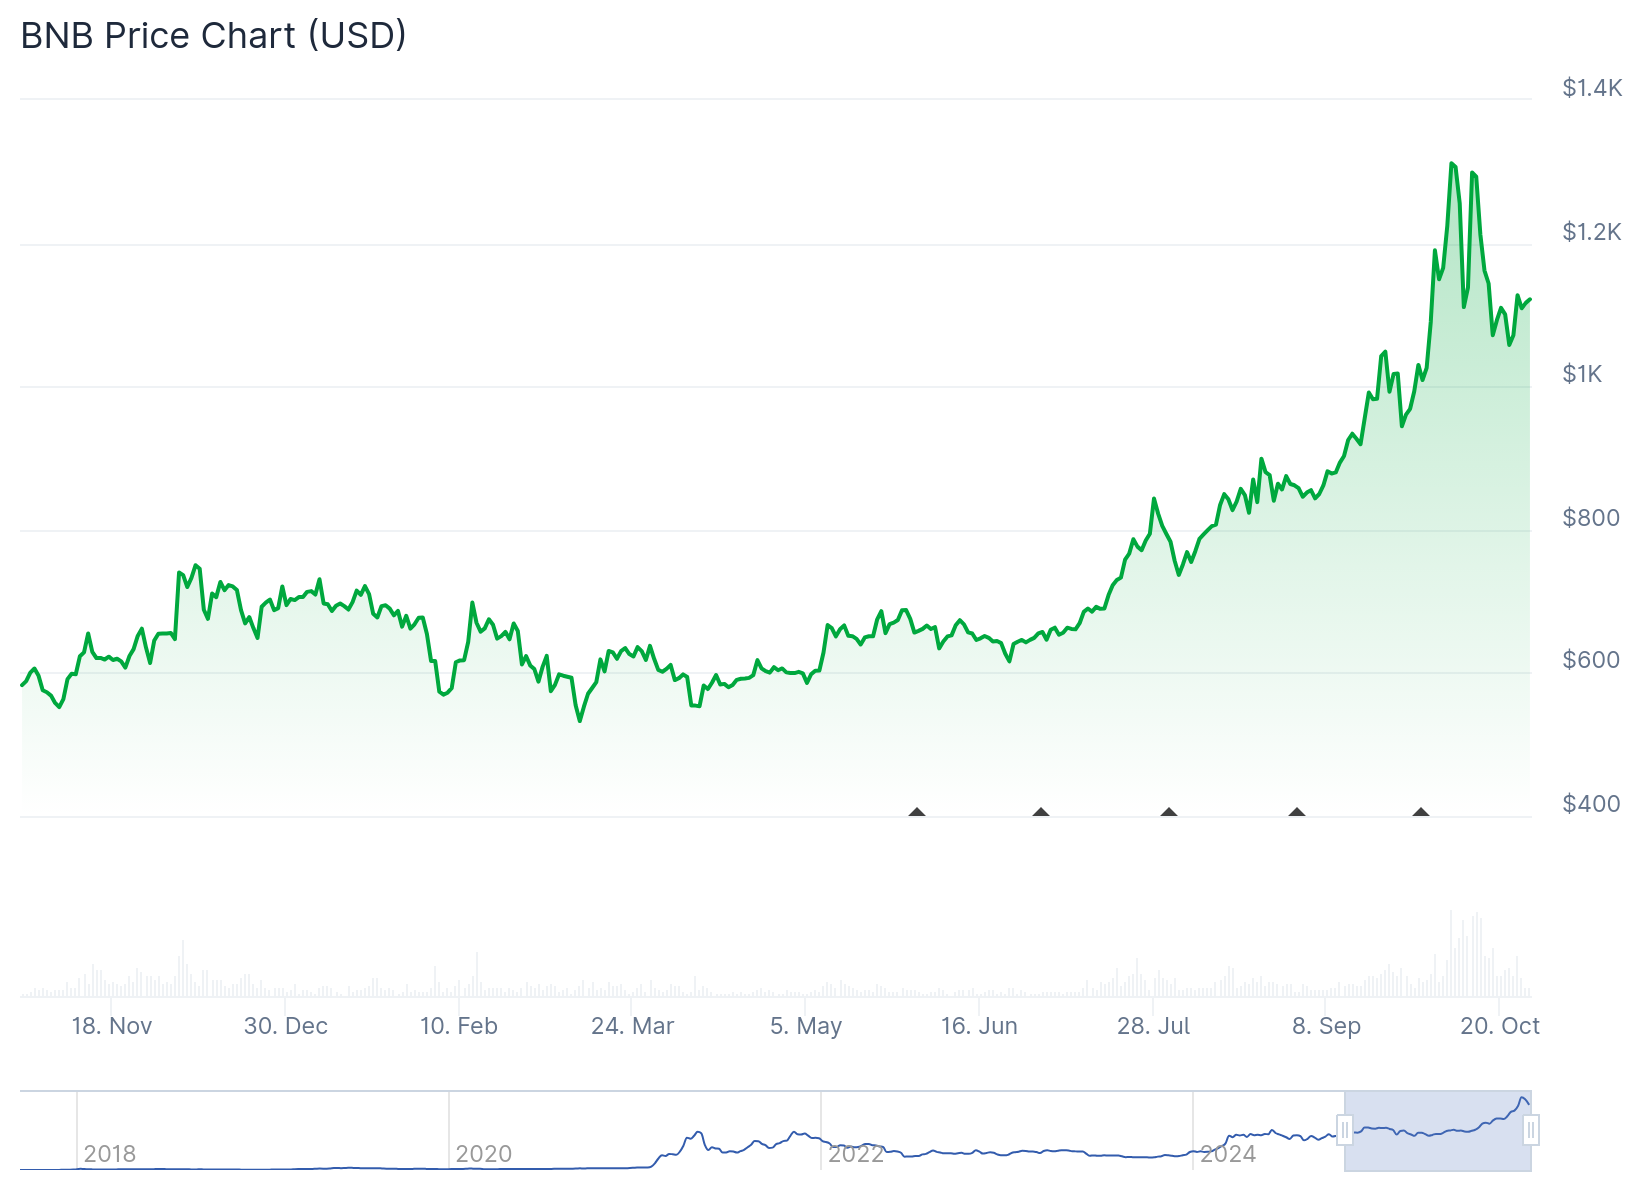 BNB Price Chart (USD)
$1.4K
$1.2K
$1K
$800
$600
$400
18. Nov 30. Dec 10. Feb 24. Mar 5. May 16. Jun 28. Jul 8. Sep 20. Oct
2018 2020 2022 2024